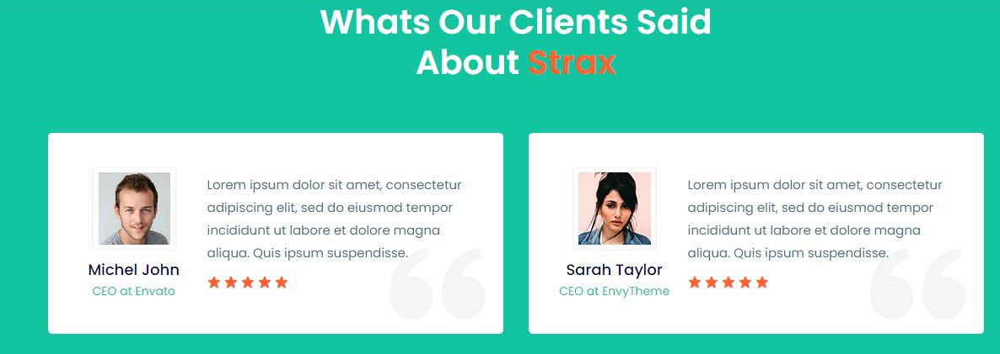 Whats Our Clients Said
About Strax
Lorem ipsum dolor sit amet, consectetur
adipiscing elit, sed do eiusmod tempor
incididunt ut labore et dolore magna
aliqua. Quis ipsum suspendisse.
Michel John
CEO at Envato
Lorem ipsum dolor sit amet, consectetur
adipiscing elit, sed do eiusmod tempor
incididunt ut labore et dolore magna
aliqua. Quis ipsum suspendisse.
Sarah Taylor
CEO at EnvyTheme